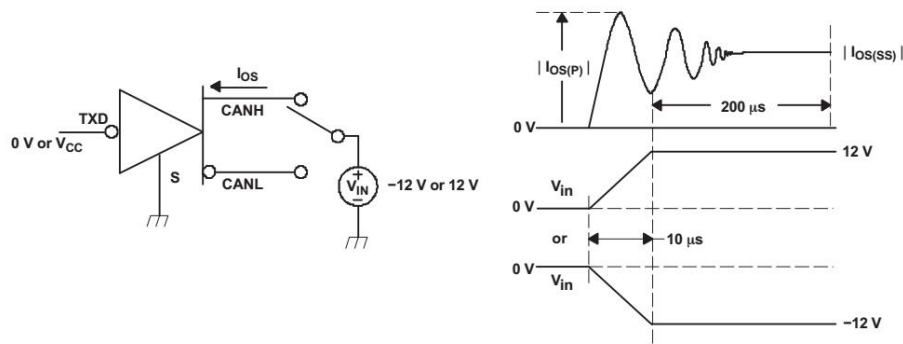 I_OS
TXD
CANH
0 V or V_CC
S
CANL
V_IN
+
−
−12 V or 12 V
| I_OS(P) |
| I_OS(SS) |
200 μs
0 V
12 V
V_in
0 V
or
10 μs
0 V
V_in
−12 V